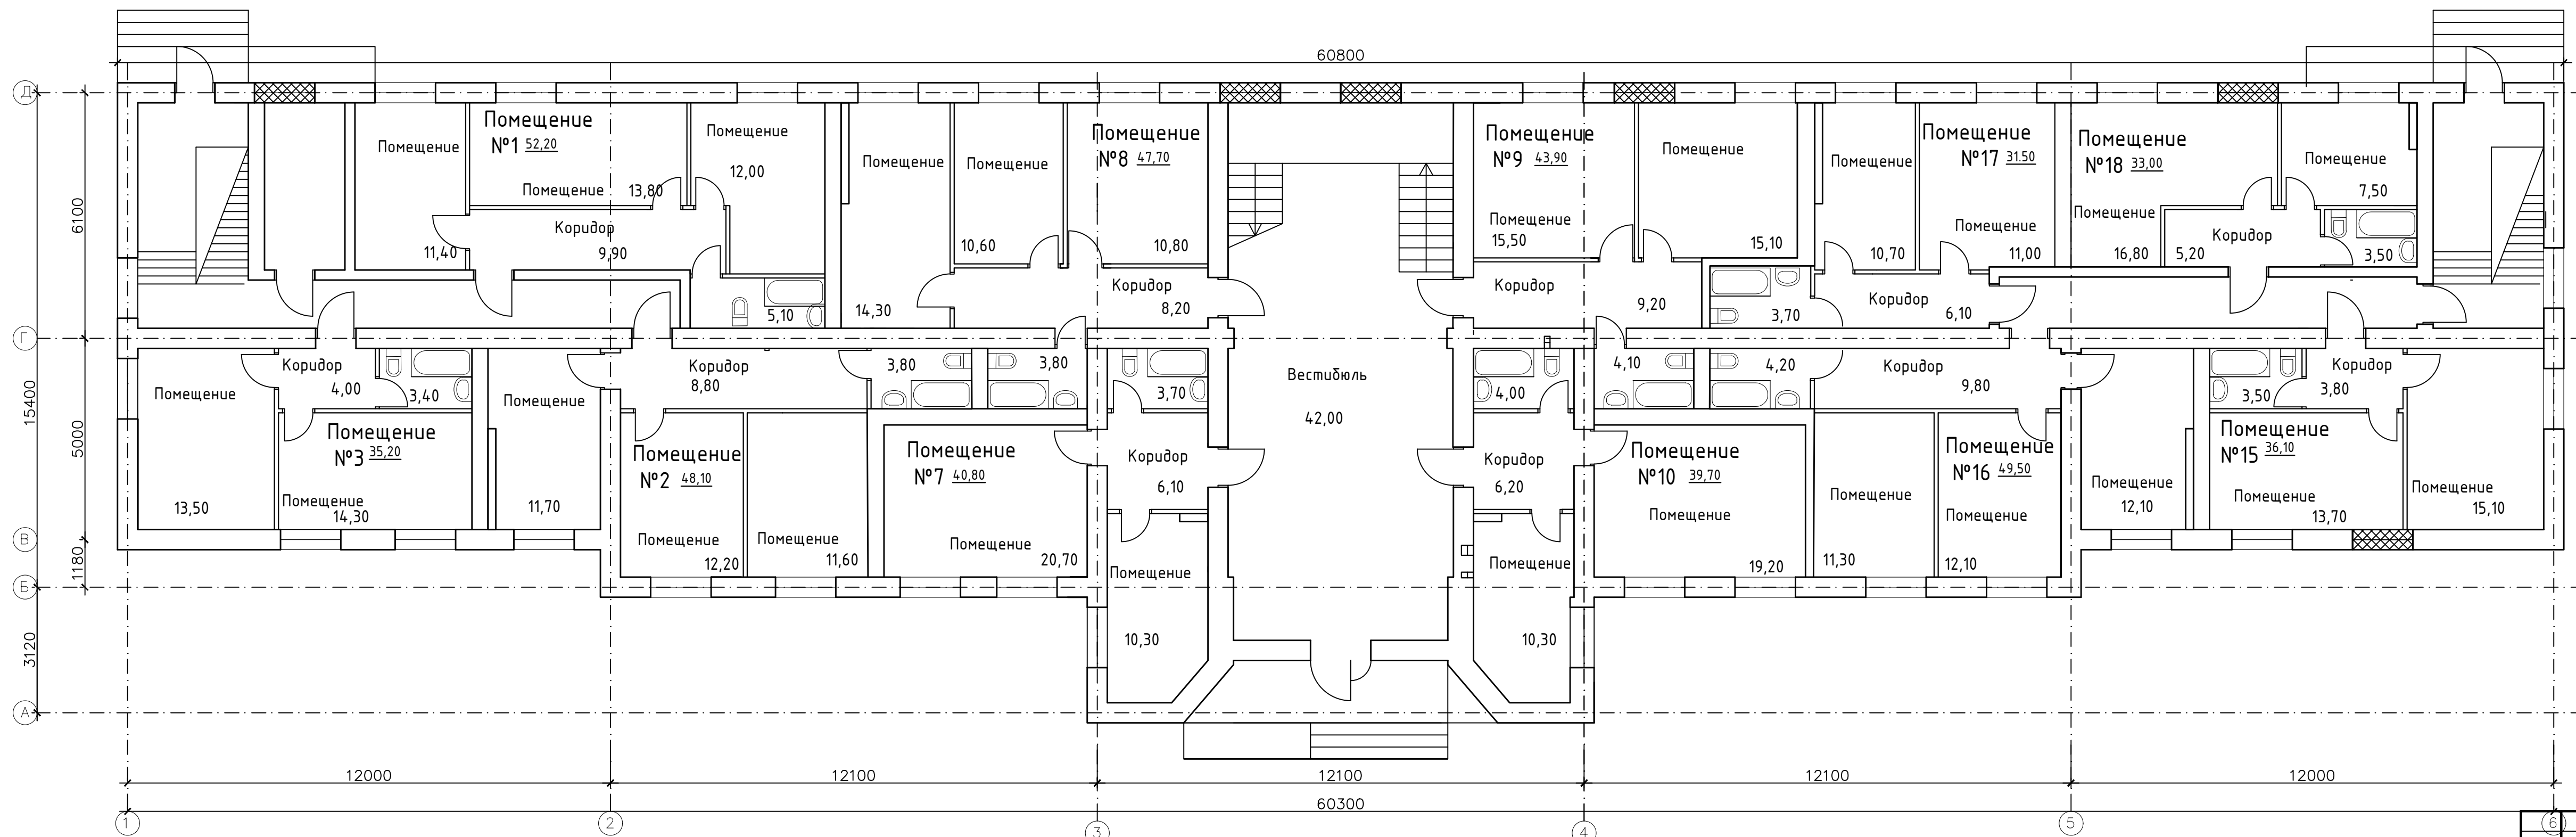 60800
Д
Г
В
Б
А
6100
15400
5000
1180
3120
Помещение
№1 52,20
Помещение
11,40
Помещение
13,80
Помещение
12,00
Коридор
9,90
5,10
Помещение
14,30
Помещение
10,60
Помещение
№8 47,70
10,80
Коридор
8,20
Помещение
№9 43,90
Помещение
15,50
Помещение
15,10
Коридор
9,20
3,70
Помещение
10,70
Помещение
№17 31.50
Помещение
11,00
Коридор
6,10
Помещение
№18 33,00
Помещение
16,80
Коридор
5,20
Помещение
7,50
3,50
Помещение
13,50
Коридор
4,00
3,40
Помещение
№3 35,20
Помещение
14,30
Помещение
11,70
Коридор
8,80
3,80
Помещение
№2 48,10
Помещение
12,20
Помещение
11,60
3,80
Помещение
№7 40,80
Помещение
20,70
3,70
Коридор
6,10
Помещение
10,30
Вестибюль
42,00
4,00
Коридор
6,20
Помещение
10,30
4,10
Помещение
№10 39,70
Помещение
19,20
4,20
Коридор
9,80
Помещение
11,30
Помещение
№16 49,50
Помещение
12,10
Помещение
12,10
3,50
Коридор
3,80
Помещение
№15 36,10
Помещение
13,70
Помещение
15,10
12000
12100
12100
12100
12000
60300
1
2
3
4
5
6